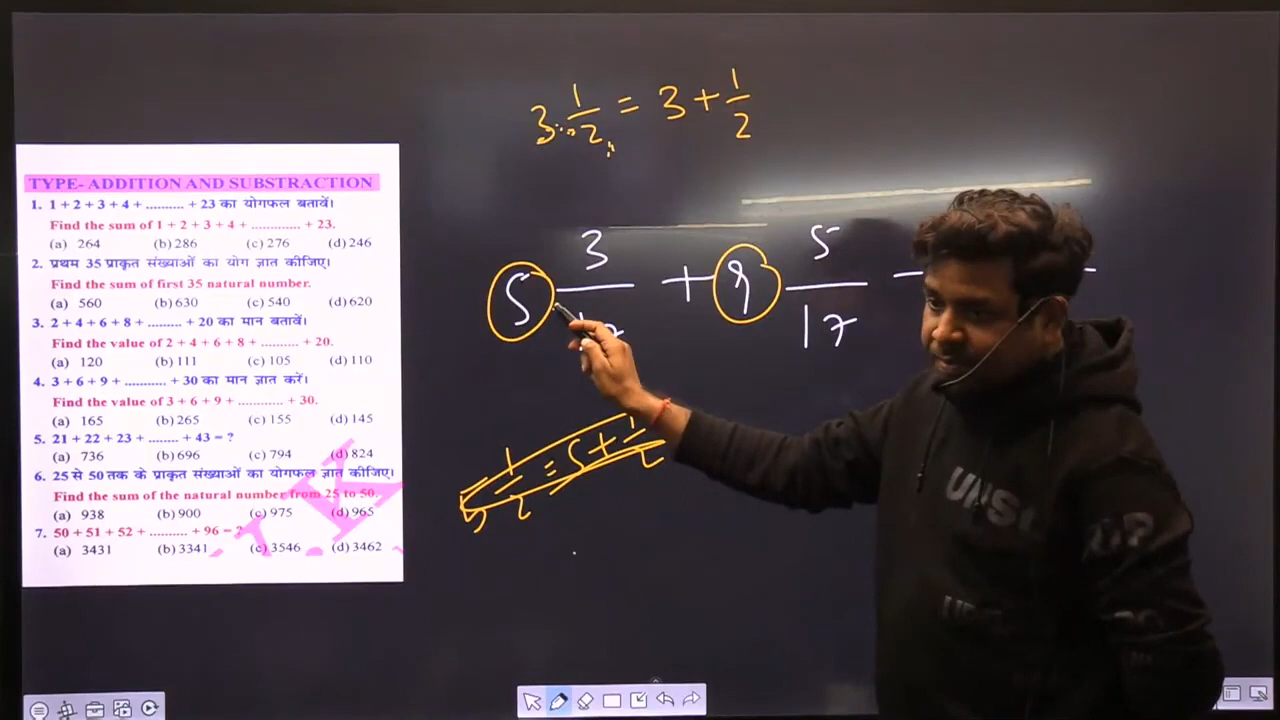 3 1/2 = 3 + 1/2
TYPE- ADDITION AND SUBSTRACTION
1. 1 + 2 + 3 + 4 + .......... + 23 का योगफल बतावें।
Find the sum of 1 + 2 + 3 + 4 + ............. + 23.
(a) 264 (b) 286 (c) 276 (d) 246
2. प्रथम 35 प्राकृत संख्याओं का योग ज्ञात कीजिए।
Find the sum of first 35 natural number.
(a) 560 (b) 630 (c) 540 (d) 620
3. 2 + 4 + 6 + 8 + ......... + 20 का मान बतावें।
Find the value of 2 + 4 + 6 + 8 + ............ + 20.
(a) 120 (b) 111 (c) 105 (d) 110
4. 3 + 6 + 9 + ........... + 30 का मान ज्ञात करें।
Find the value of 3 + 6 + 9 + ............ + 30.
(a) 165 (b) 265 (c) 155 (d) 145
5. 21 + 22 + 23 + ........ + 43 = ?
(a) 736 (b) 696 (c) 794 (d) 824
6. 25 से 50 तक के प्राकृत संख्याओं का योगफल ज्ञात कीजिए।
Find the sum of the natural number from 25 to 50.
(a) 938 (b) 900 (c) 975 (d) 965
7. 50 + 51 + 52 + .......... + 96 = ?
(a) 3431 (b) 3341 (c) 3546 (d) 3462
5 3/ + 9 5/17
5 1/2 = 5 + 1/2